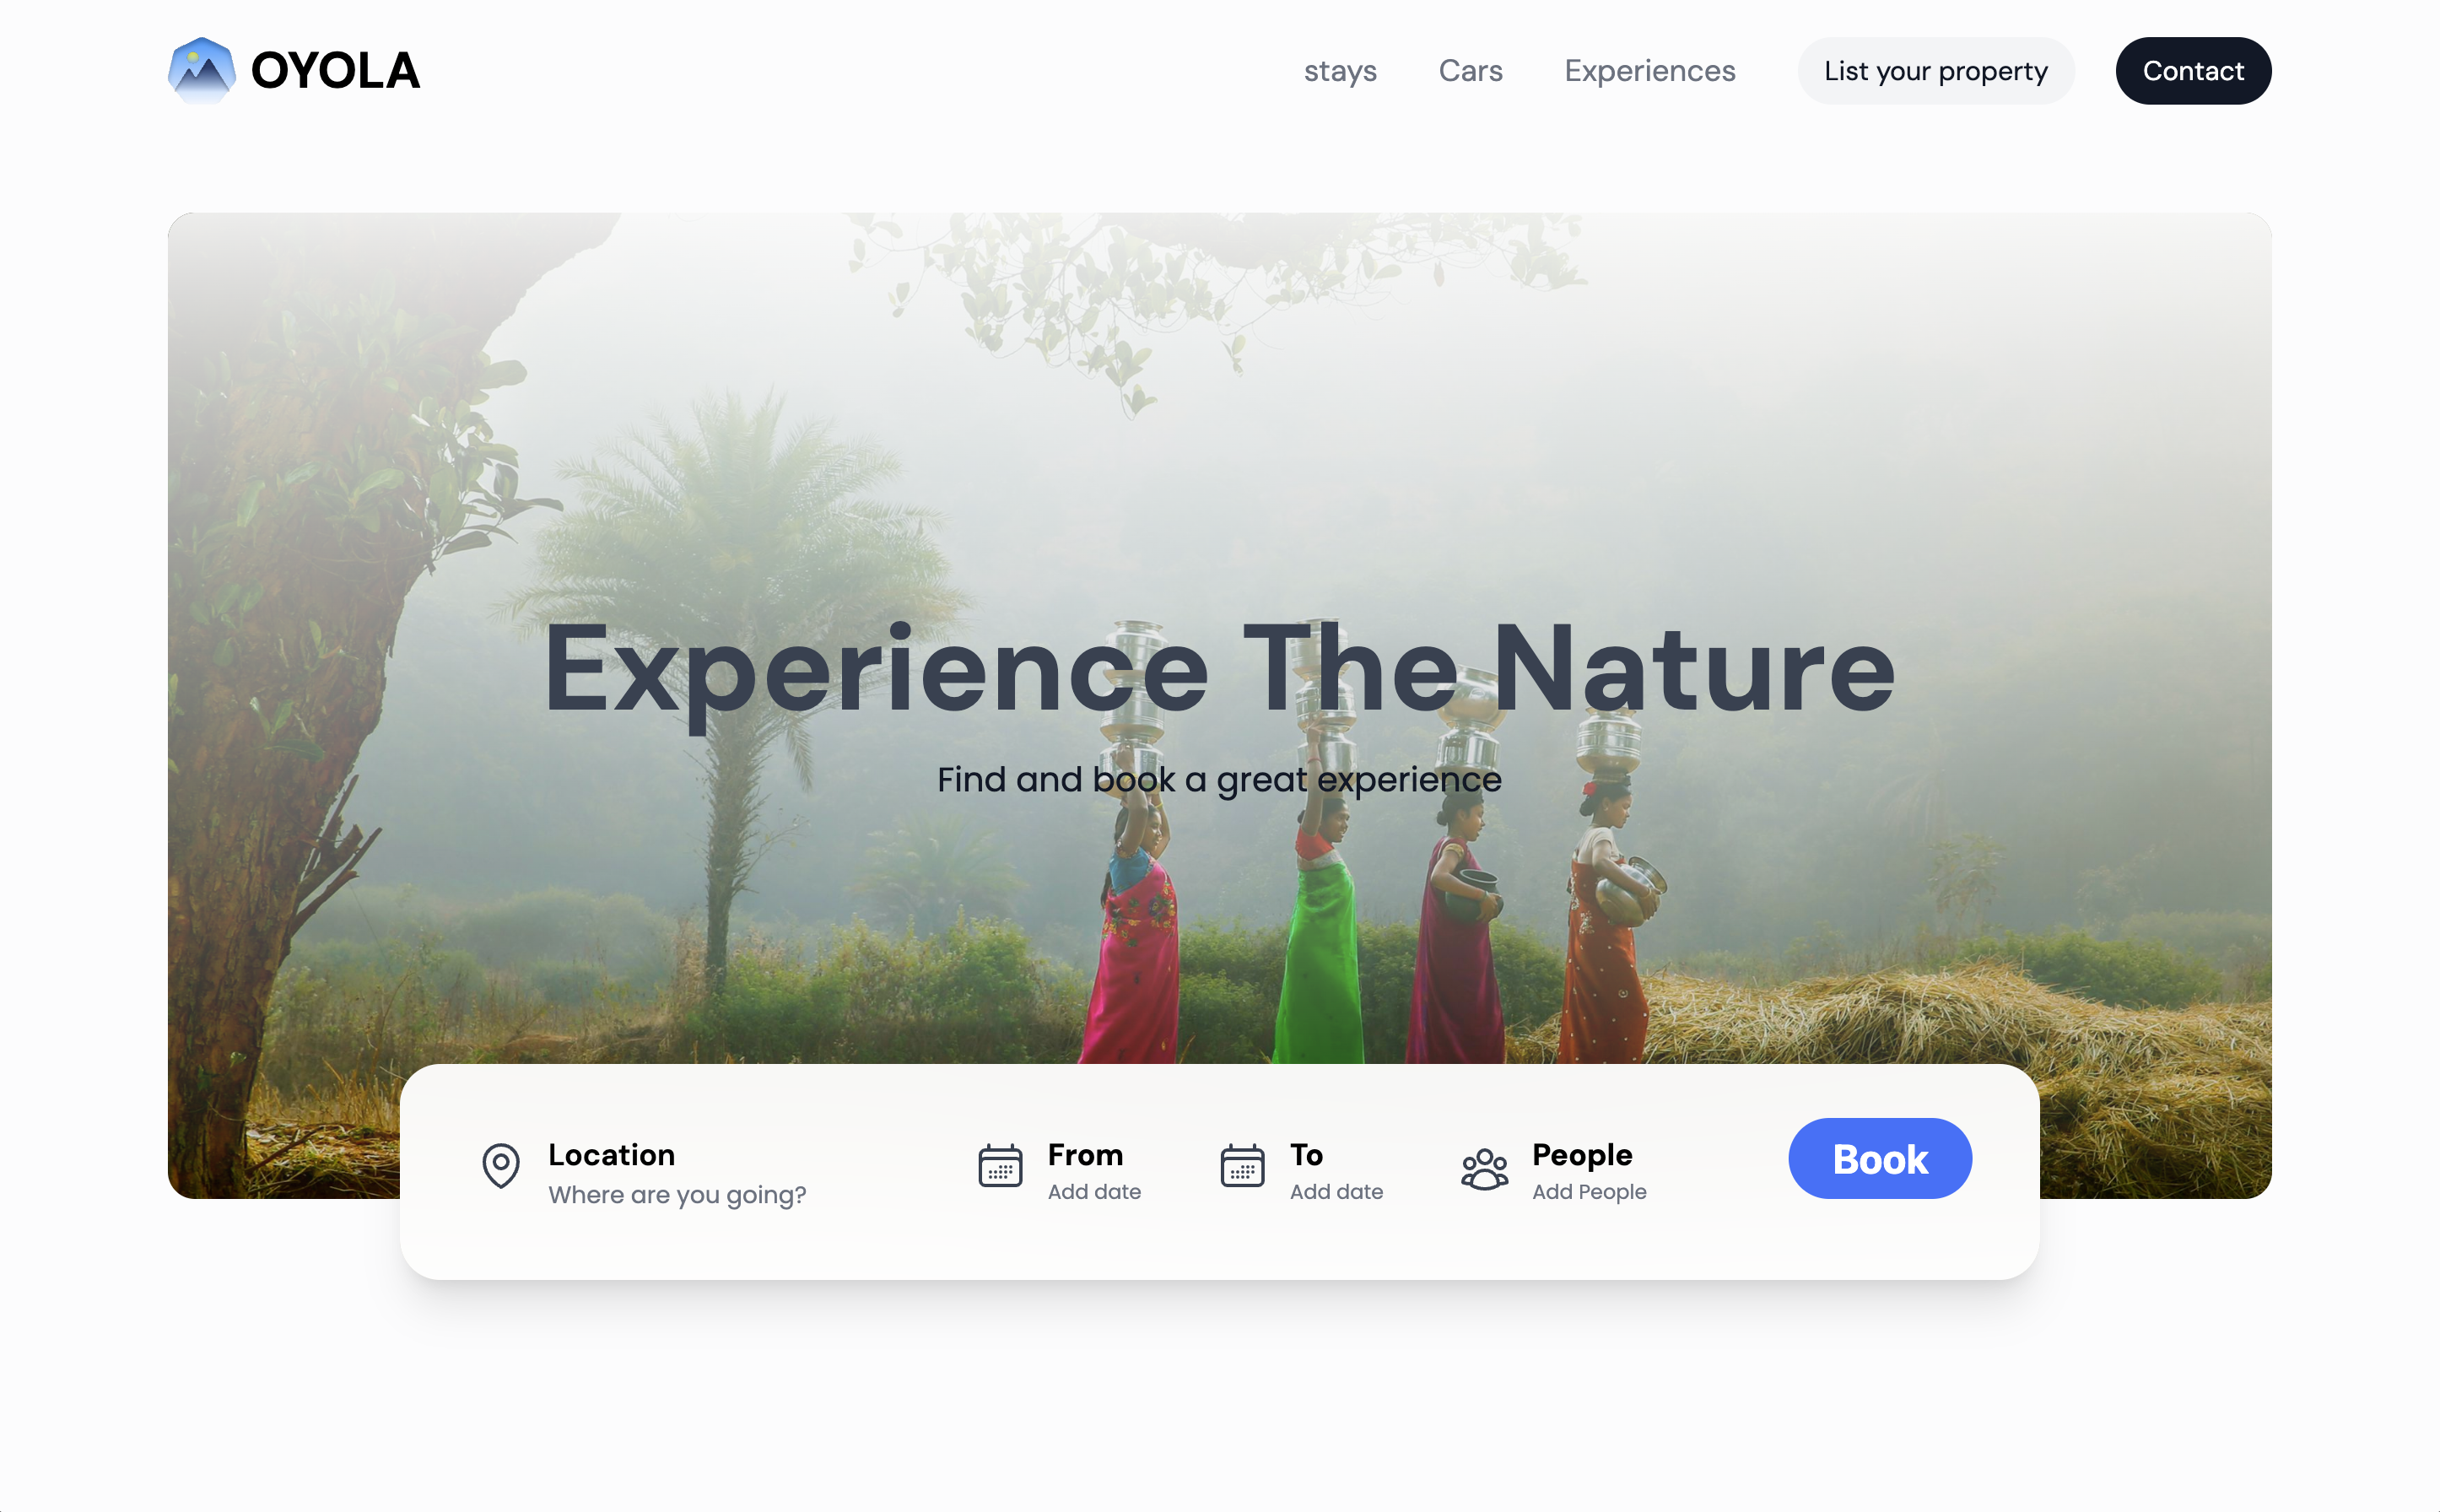 OYOLA
stays
Cars
Experiences
List your property
Contact
Experience The Nature
Find and book a great experience
Location
Where are you going?
From
Add date
To
Add date
People
Add People
Book